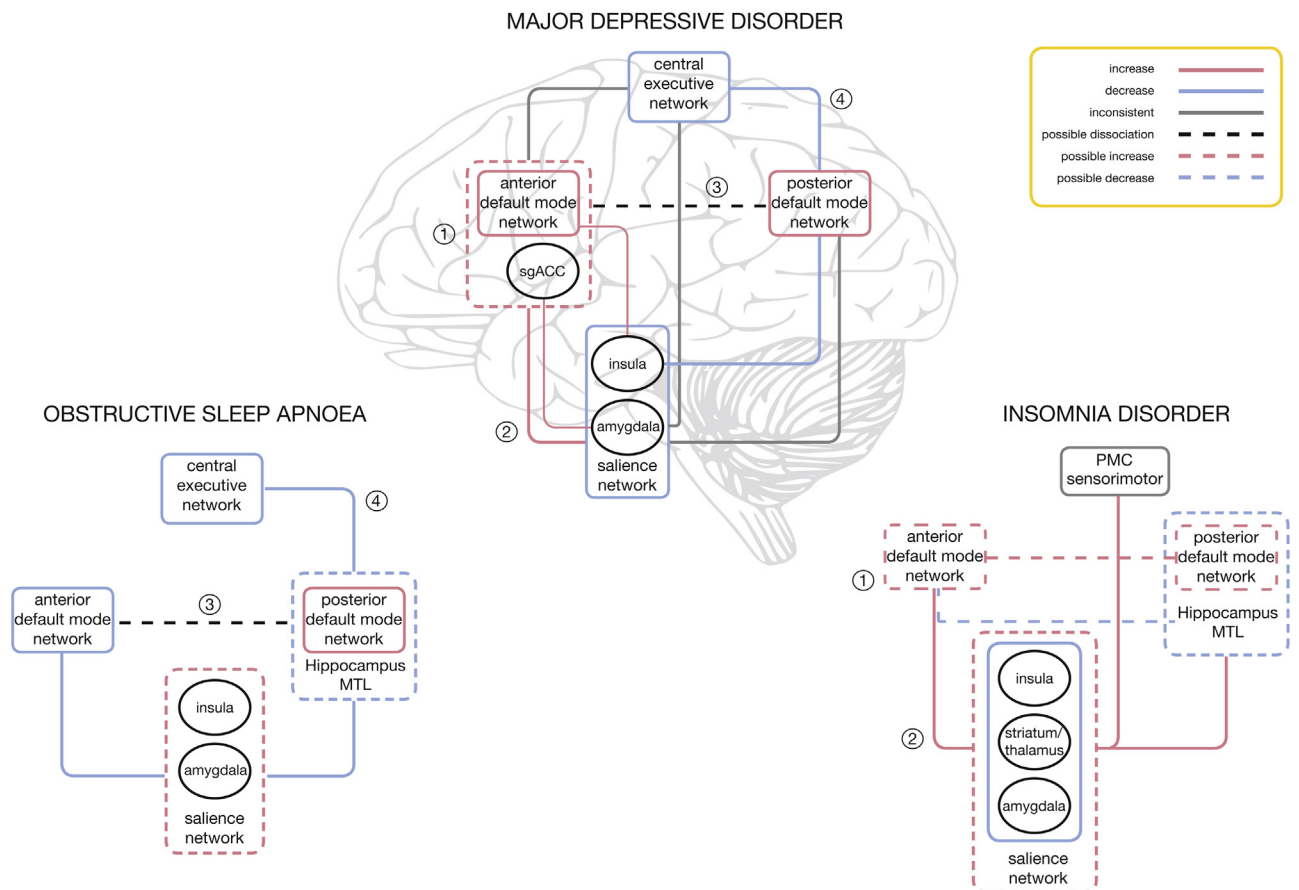 MAJOR DEPRESSIVE DISORDER
central
executive
network
④
increase
decrease
inconsistent
possible dissociation
possible increase
possible decrease
anterior
default mode
network
③
posterior
default mode
network
①
sgACC
insula
②
amygdala
salience
network
OBSTRUCTIVE SLEEP APNOEA
central
executive
network
④
anterior
default mode
network
③
posterior
default mode
network
Hippocampus
MTL
insula
amygdala
salience
network
INSOMNIA DISORDER
PMC
sensorimotor
anterior
default mode
network
①
posterior
default mode
network
Hippocampus
MTL
insula
②
striatum/
thalamus
amygdala
salience
network